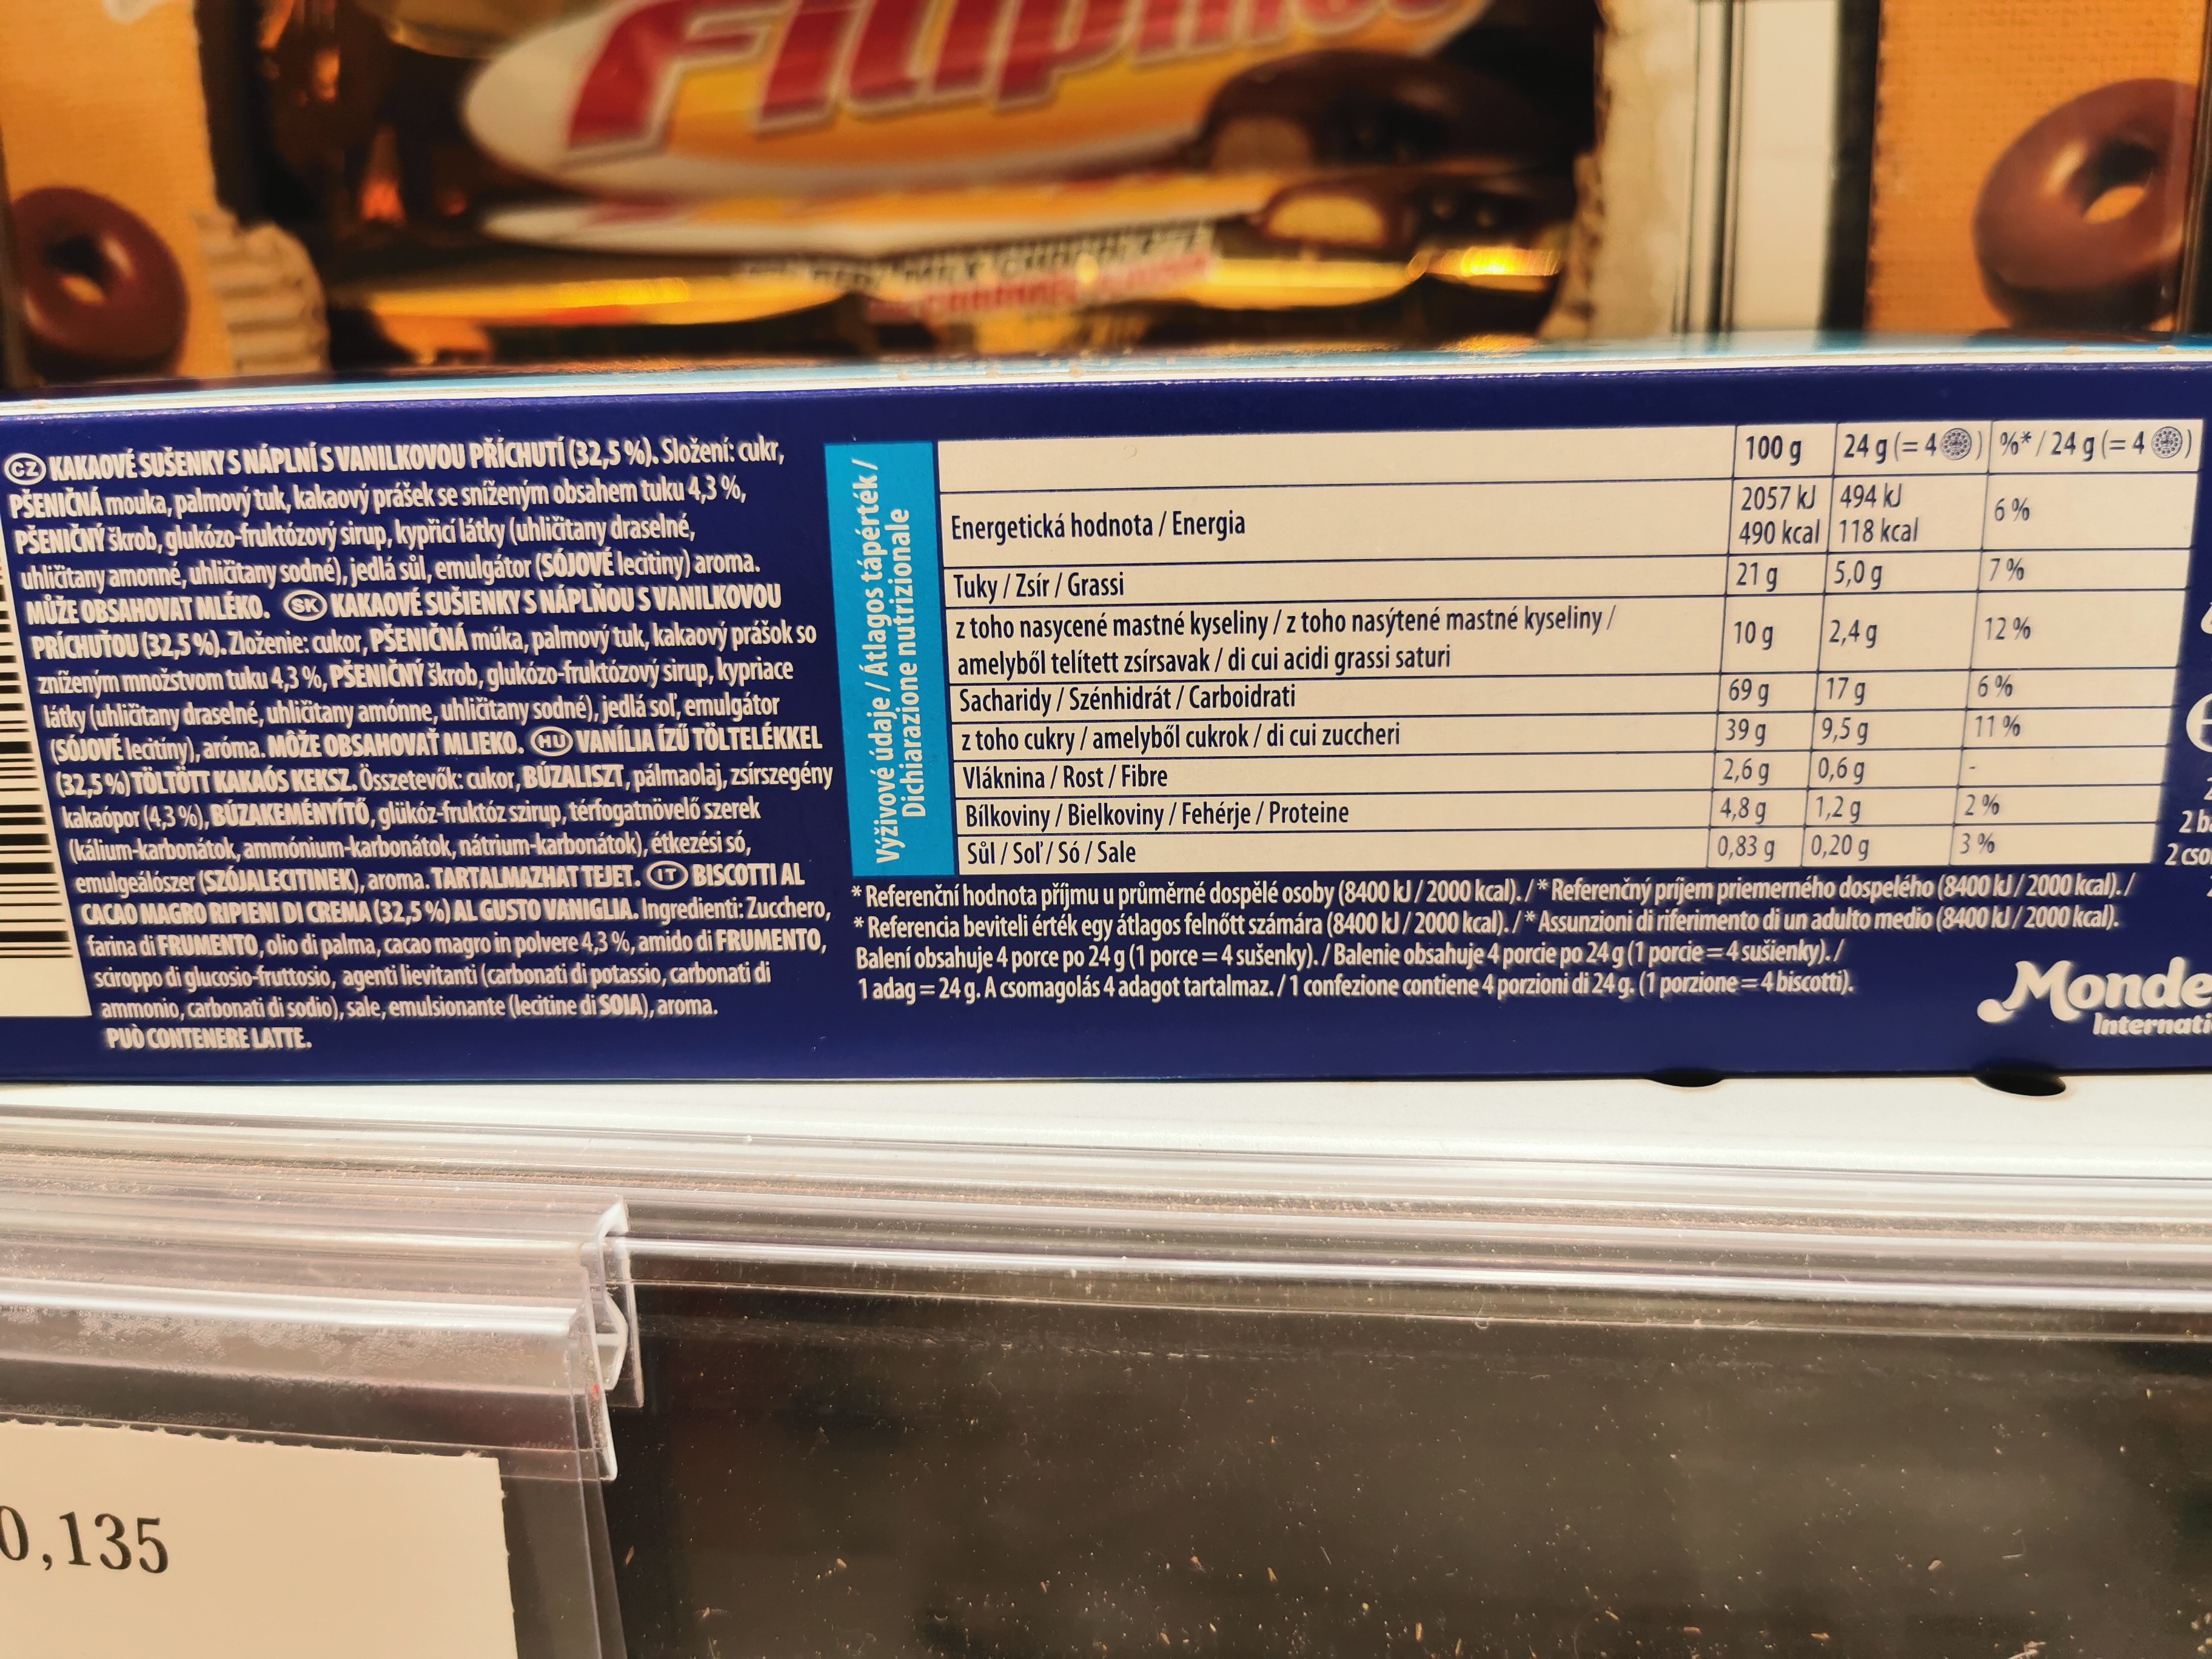 Filipinos
CZ KAKAOVÉ SUŠENKY S NÁPLNÍ S VANILKOVOU PŘÍCHUTÍ (32,5 %). Složení: cukr,
PŠENIČNÁ mouka, palmový tuk, kakaový prášek se sníženým obsahem tuku 4,3 %,
PŠENIČNÝ škrob, glukózo-fruktózový sirup, kypřicí látky (uhličitany draselné,
uhličitany amonné, uhličitany sodné), jedlá sůl, emulgátor (SÓJOVÉ lecitiny) aroma.
MŮŽE OBSAHOVAT MLÉKO. SK KAKAOVÉ SUŠIENKY S NÁPLŇOU S VANILKOVOU
PRÍCHUŤOU (32,5 %). Zloženie: cukor, PŠENIČNÁ múka, palmový tuk, kakaový prášok so
zníženým množstvom tuku 4,3 %, PŠENIČNÝ škrob, glukózo-fruktózový sirup, kypriace
látky (uhličitany draselné, uhličitany amónne, uhličitany sodné), jedlá soľ, emulgátor
(SÓJOVÉ lecitíny), aróma. MÔŽE OBSAHOVAŤ MLIEKO. HU VANÍLIA ÍZŰ TÖLTELÉKKEL
(32,5 %) TÖLTÖTT KAKAÓS KEKSZ. Összetevők: cukor, BÚZALISZT, pálmaolaj, zsírszegény
kakaópor (4,3 %), BÚZAKEMÉNYÍTŐ, glükóz-fruktóz szirup, térfogatnövelő szerek
(kálium-karbonátok, ammónium-karbonátok, nátrium-karbonátok), étkezési só,
emulgeálószer (SZÓJALECITINEK), aroma. TARTALMAZHAT TEJET. IT BISCOTTI AL
CACAO MAGRO RIPIENI DI CREMA (32,5 %) AL GUSTO VANIGLIA. Ingredienti: Zucchero,
farina di FRUMENTO, olio di palma, cacao magro in polvere 4,3 %, amido di FRUMENTO,
sciroppo di glucosio-fruttosio, agenti lievitanti (carbonati di potassio, carbonati di
ammonio, carbonati di sodio), sale, emulsionante (lecitine di SOIA), aroma.
PUÒ CONTENERE LATTE.
Výživové údaje / Átlagos tápérték /
Dichiarazione nutrizionale
100 g 24 g (= 4 ) %* / 24 g (= 4 )
Energetická hodnota / Energia 2057 kJ 490 kcal 494 kJ 118 kcal 6 %
Tuky / Zsír / Grassi 21 g 5,0 g 7 %
z toho nasycené mastné kyseliny / z toho nasýtené mastné kyseliny /
amelyből telített zsírsavak / di cui acidi grassi saturi 10 g 2,4 g 12 %
Sacharidy / Szénhidrát / Carboidrati 69 g 17 g 6 %
z toho cukry / amelyből cukrok / di cui zuccheri 39 g 9,5 g 11 %
Vláknina / Rost / Fibre 2,6 g 0,6 g -
Bílkoviny / Bielkoviny / Fehérje / Proteine 4,8 g 1,2 g 2 %
Sůl / Soľ / Só / Sale 0,83 g 0,20 g 3 %
* Referenční hodnota příjmu u průměrné dospělé osoby (8400 kJ / 2000 kcal). / * Referenčný príjem priemerného dospelého (8400 kJ / 2000 kcal). /
* Referencia beviteli érték egy átlagos felnőtt számára (8400 kJ / 2000 kcal). / * Assunzioni di riferimento di un adulto medio (8400 kJ / 2000 kcal).
Balení obsahuje 4 porce po 24 g (1 porce = 4 sušenky). / Balenie obsahuje 4 porcie po 24 g (1 porcie = 4 sušienky). /
1 adag = 24 g. A csomagolás 4 adagot tartalmaz. / 1 confezione contiene 4 porzioni di 24 g. (1 porzione = 4 biscotti).
Monde
Internati
0,135